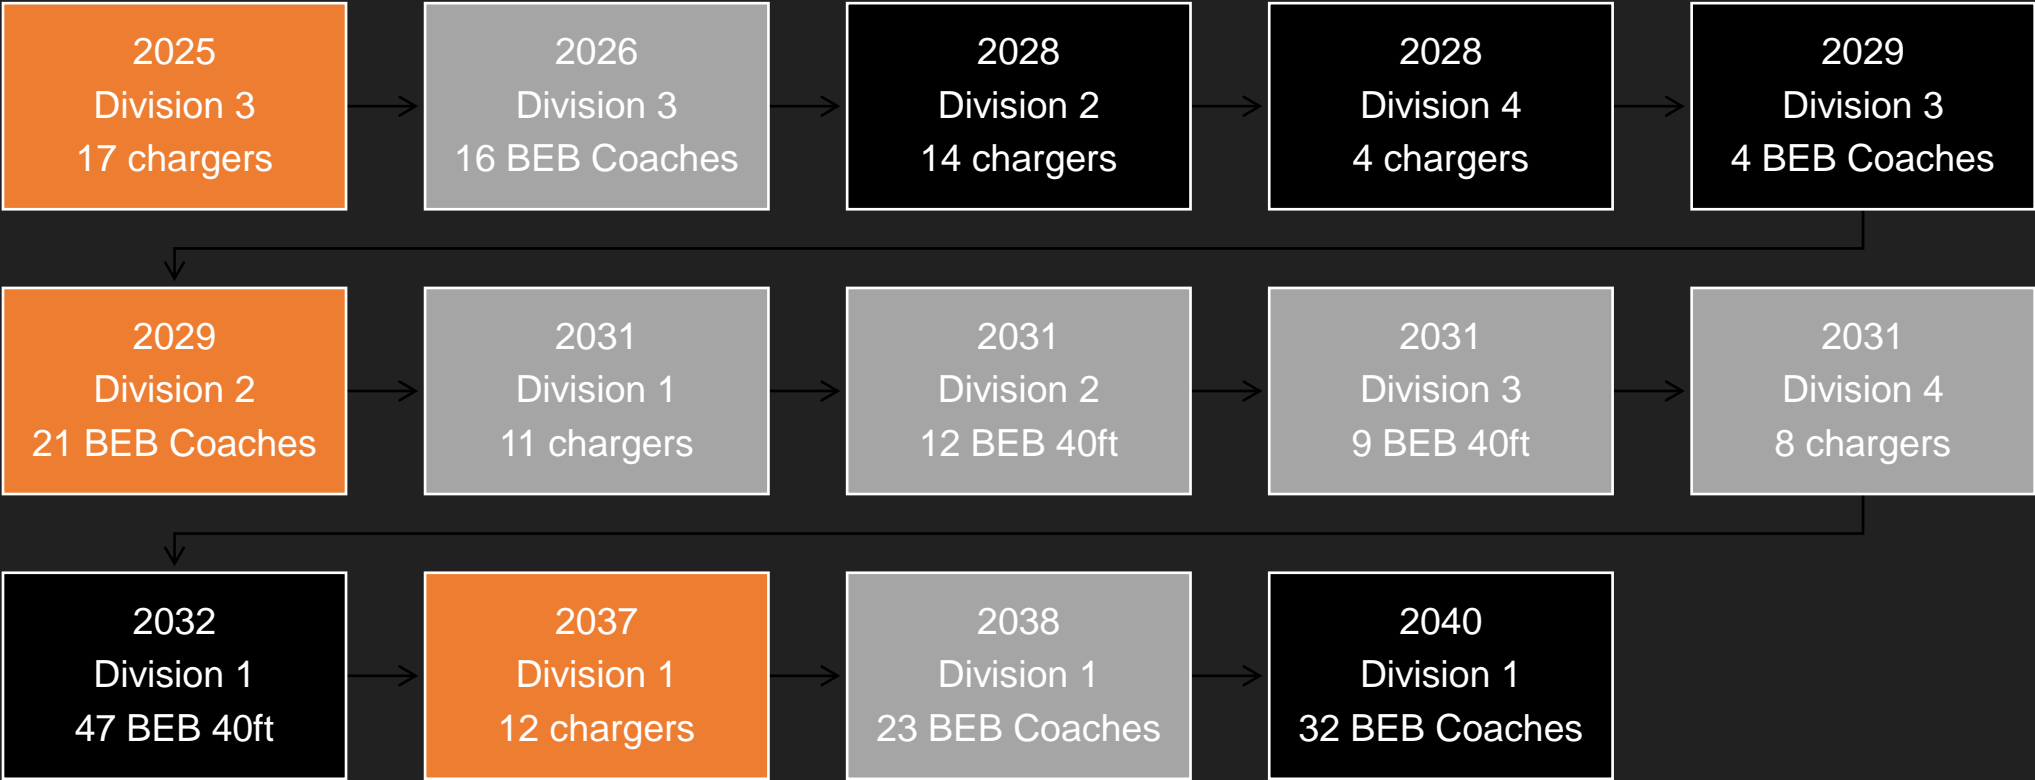 2025
Division 3
17 chargers
2026
Division 3
16 BEB Coaches
2028
Division 2
14 chargers
2028
Division 4
4 chargers
2029
Division 3
4 BEB Coaches
2029
Division 2
21 BEB Coaches
2031
Division 1
11 chargers
2031
Division 2
12 BEB 40ft
2031
Division 3
9 BEB 40ft
2031
Division 4
8 chargers
2032
Division 1
47 BEB 40ft
2037
Division 1
12 chargers
2038
Division 1
23 BEB Coaches
2040
Division 1
32 BEB Coaches